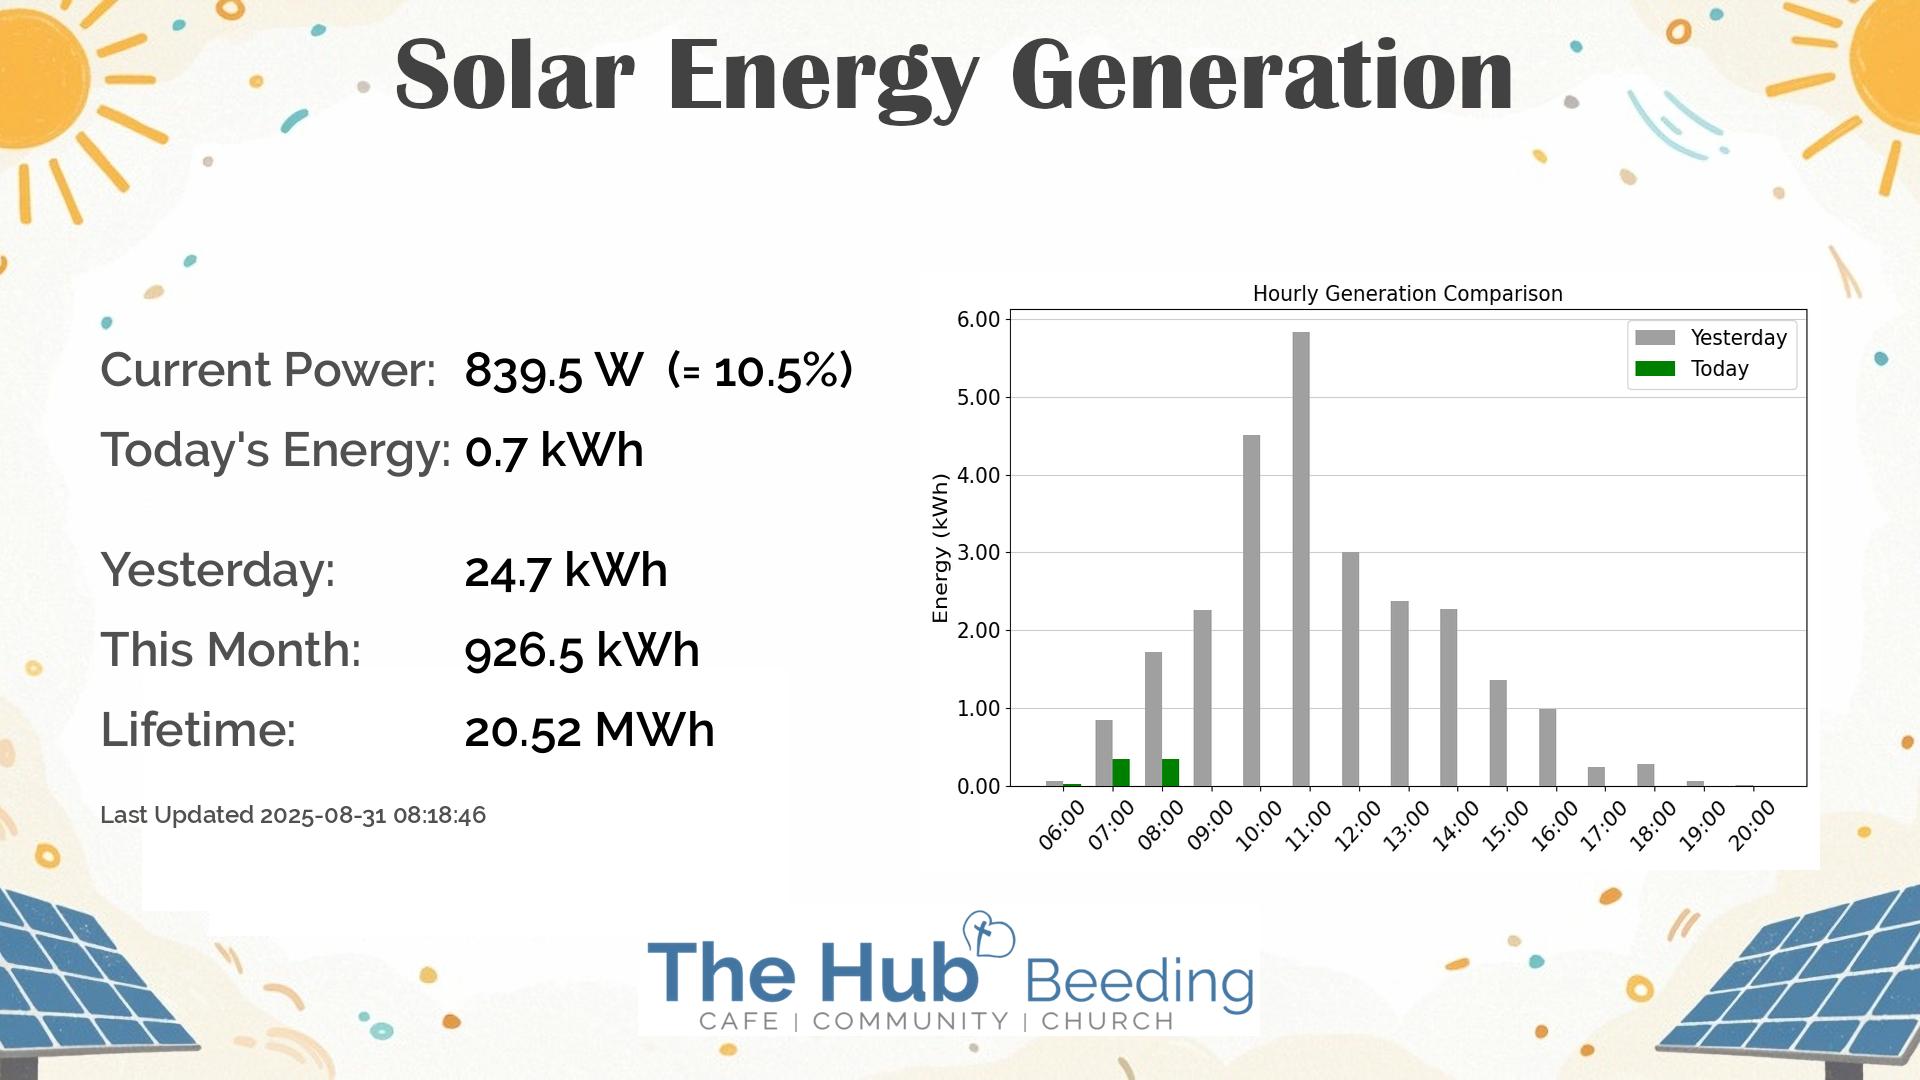 Solar Energy Generation
Current Power: 839.5 W (= 10.5%)
Today's Energy: 0.7 kWh
Yesterday: 24.7 kWh
This Month: 926.5 kWh
Lifetime: 20.52 MWh
Last Updated 2025-08-31 08:18:46
Hourly Generation Comparison
Yesterday
Today
Energy (kWh)
6.00
5.00
4.00
3.00
2.00
1.00
0.00
06:00 07:00 08:00 09:00 10:00 11:00 12:00 13:00 14:00 15:00 16:00 17:00 18:00 19:00 20:00
The Hub Beeding
CAFE | COMMUNITY | CHURCH